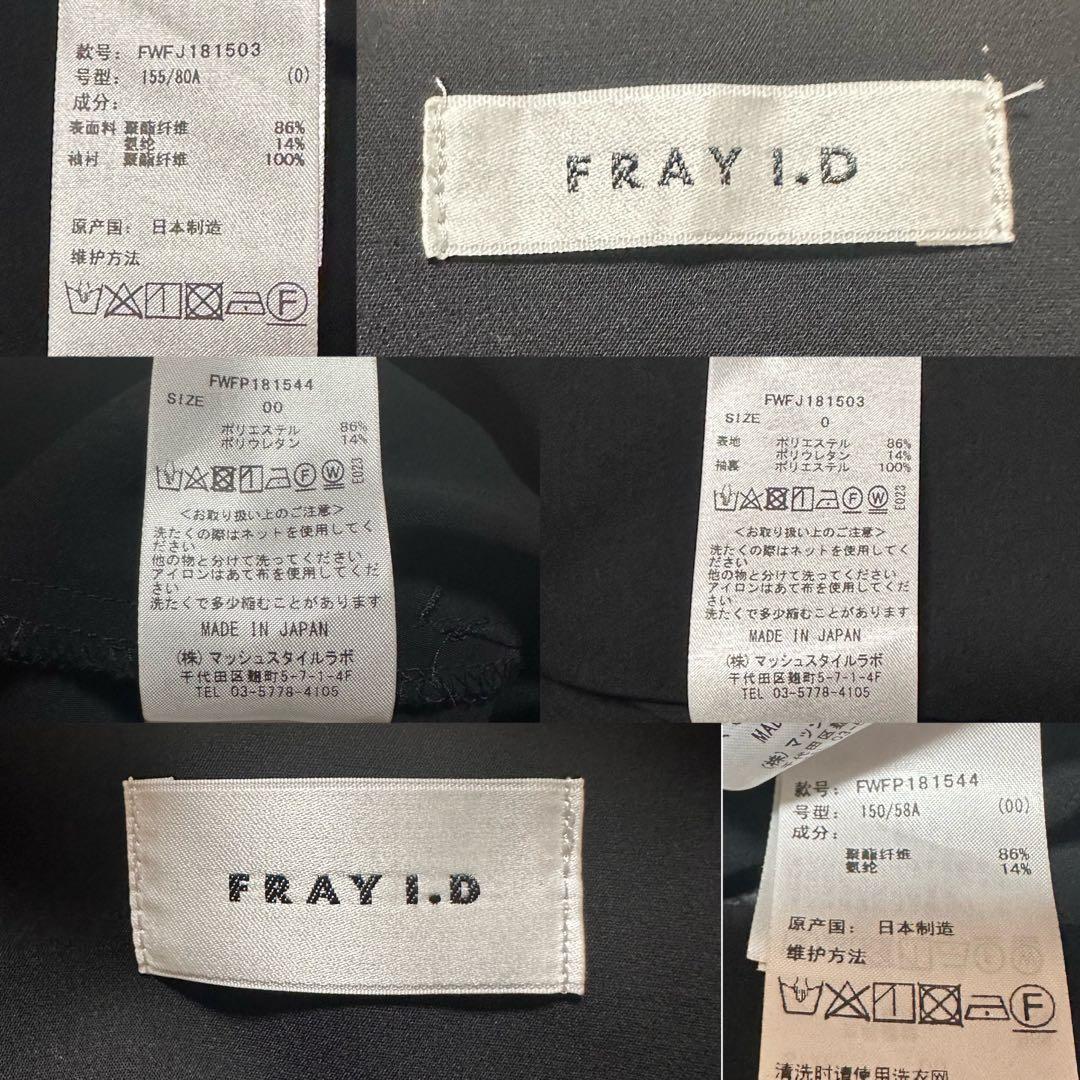 款号: FWFJ181503
号型: 155/80A (0)
成分:
表面料 聚酯纤维 86%
氨纶 14%
袖衬 聚酯纤维 100%
原产国: 日本制造
维护方法
F
FRAY I.D
FWFP181544
SIZE 00
ポリエステル 86%
ポリウレタン 14%
F W E023
<お取り扱い上のご注意>
洗たくの際はネットを使用してく
ださい
他の物と分けて洗ってください
アイロンはあて布を使用してくだ
さい
洗たくで多少縮むことがあります
MADE IN JAPAN
(株)マッシュスタイルラボ
千代田区麹町5-7-1-4F
TEL 03-5778-4105
FWFJ181503
SIZE 0
表地 ポリエステル 86%
ポリウレタン 14%
袖裏 ポリエステル 100%
F W E023
<お取り扱い上のご注意>
洗たくの際はネットを使用してく
ださい
他の物と分けて洗ってください
アイロンはあて布を使用してくだ
さい
洗たくで多少縮むことがあります
MADE IN JAPAN
(株)マッシュスタイルラボ
千代田区麹町5-7-1-4F
TEL 03-5778-4105
FRAY I.D
款号: FWFP181544
号型: 150/58A (00)
成分:
聚酯纤维 86%
氨纶 14%
原产国: 日本制造
维护方法
F
清洗时请使用洗衣网